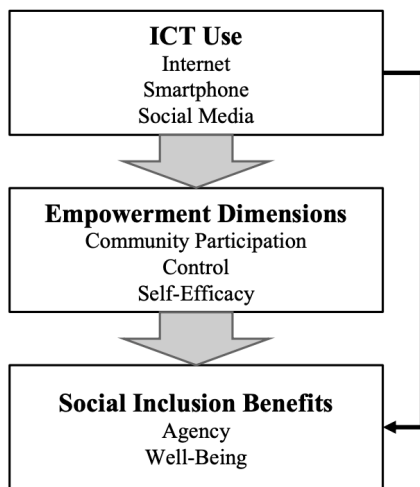 ICT Use
Internet
Smartphone
Social Media
Empowerment Dimensions
Community Participation
Control
Self-Efficacy
Social Inclusion Benefits
Agency
Well-Being